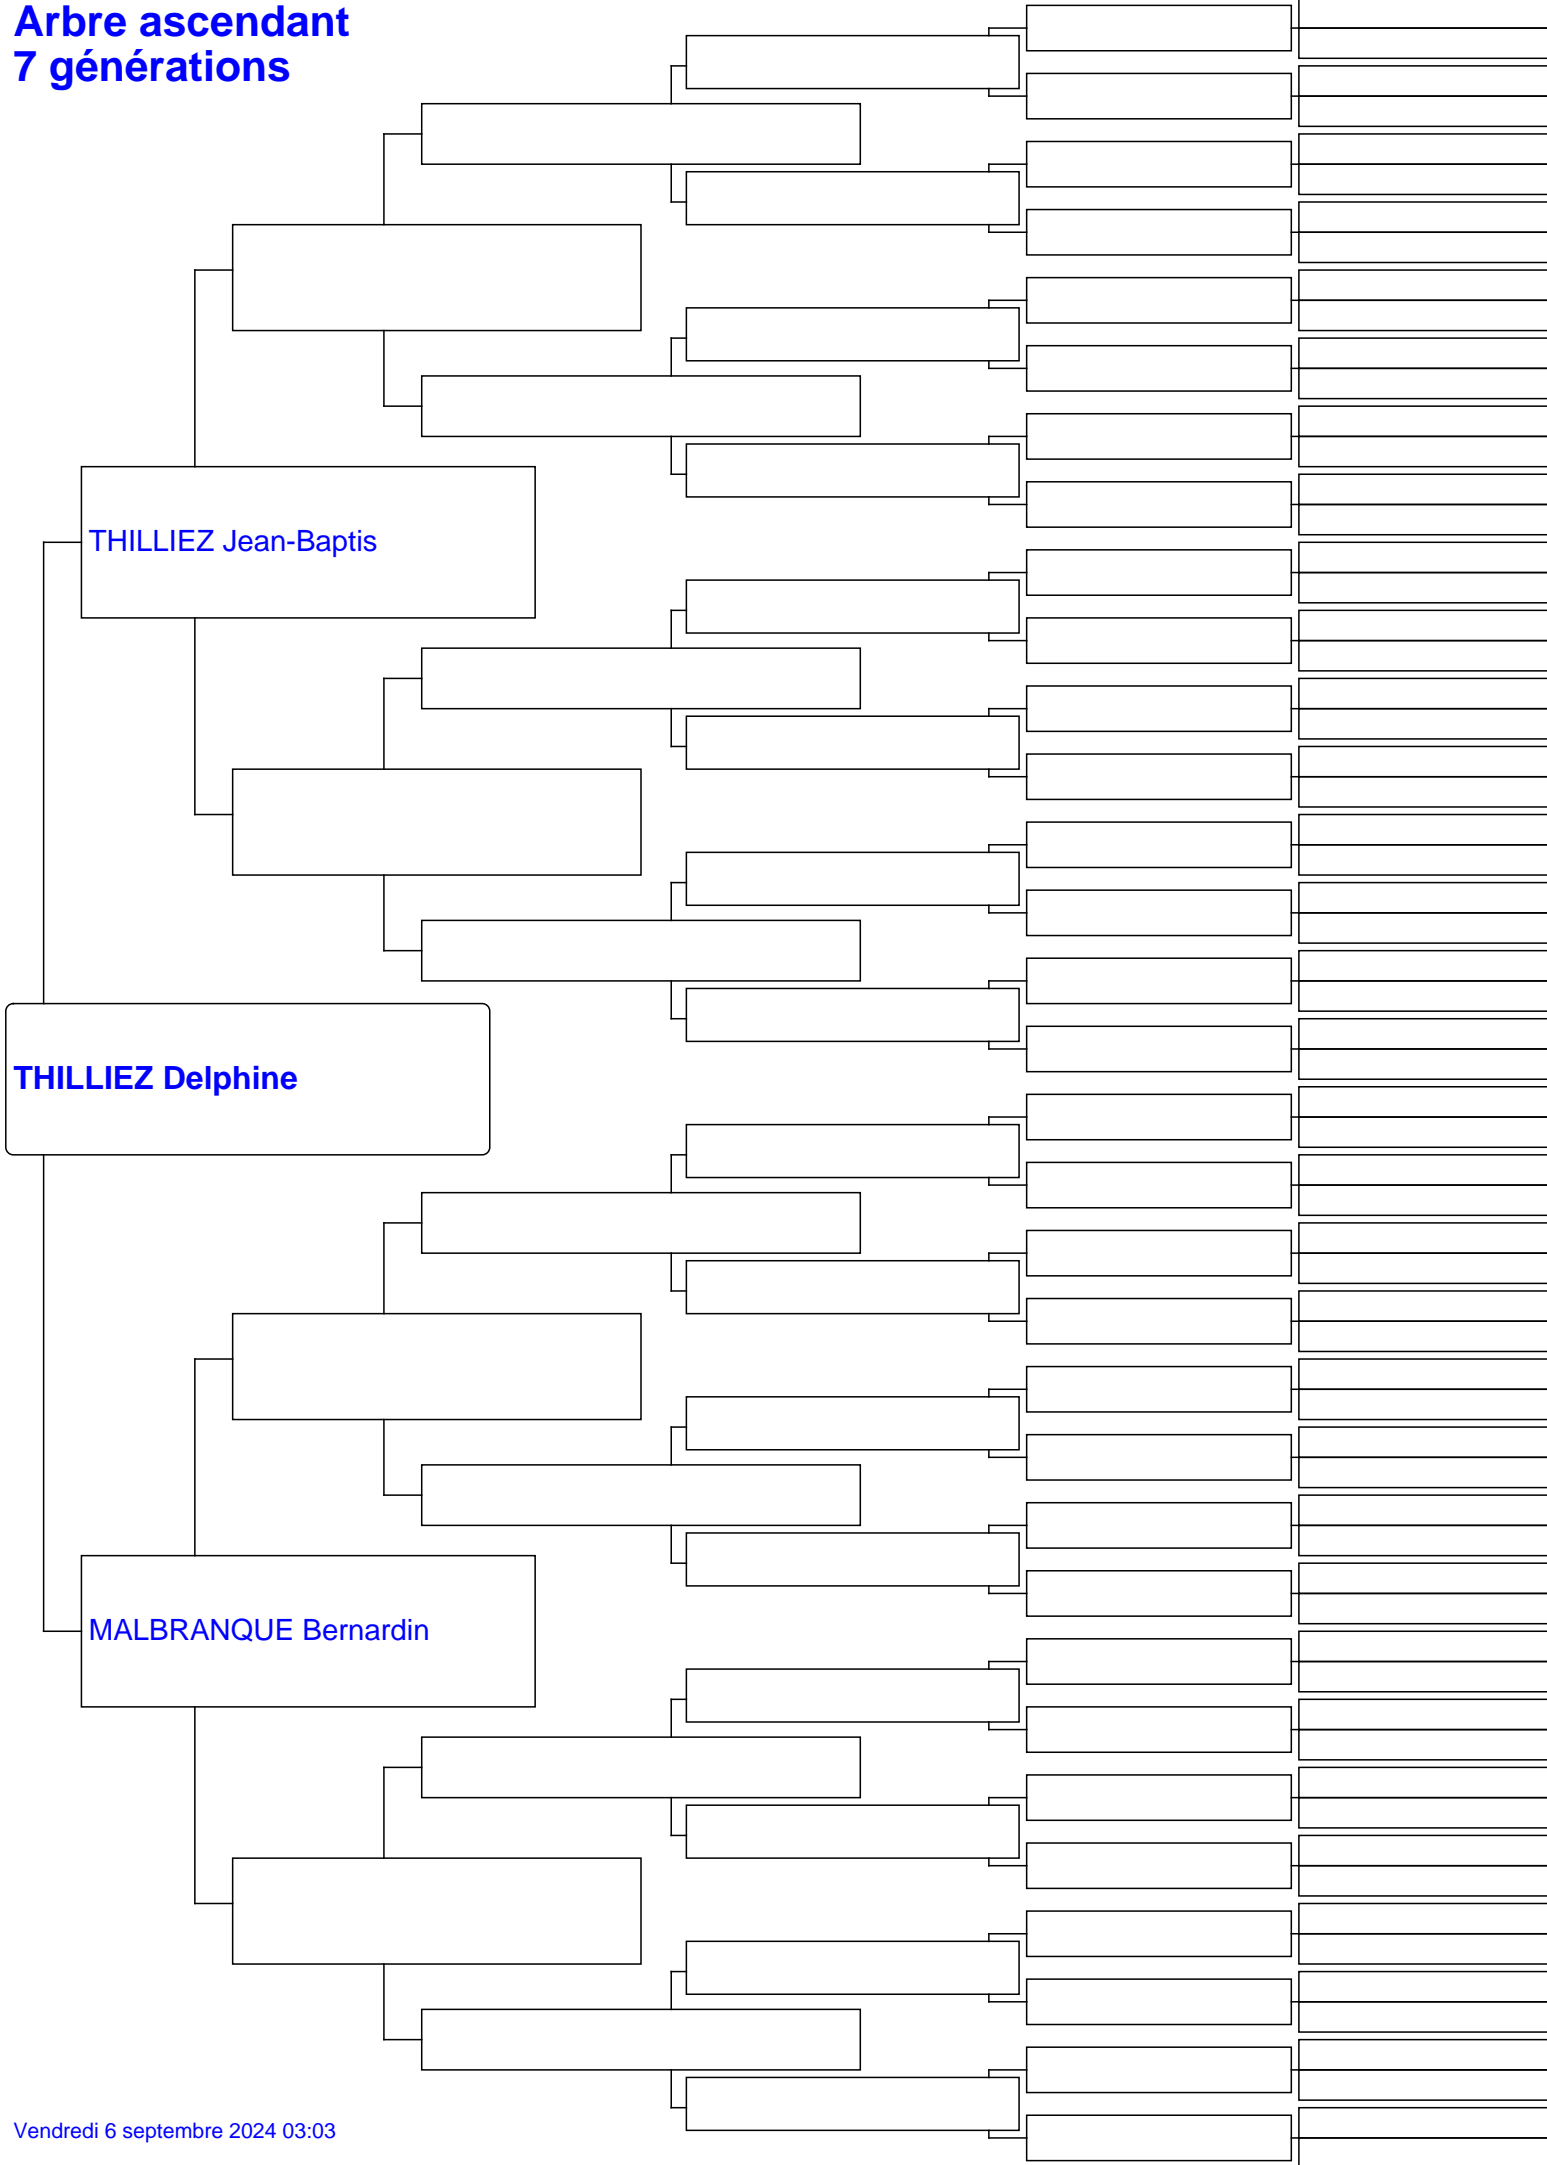 Arbre ascendant
7 générations
THILLIEZ Jean-Baptis
THILLIEZ Delphine
MALBRANQUE Bernardin
Vendredi 6 septembre 2024 03:03